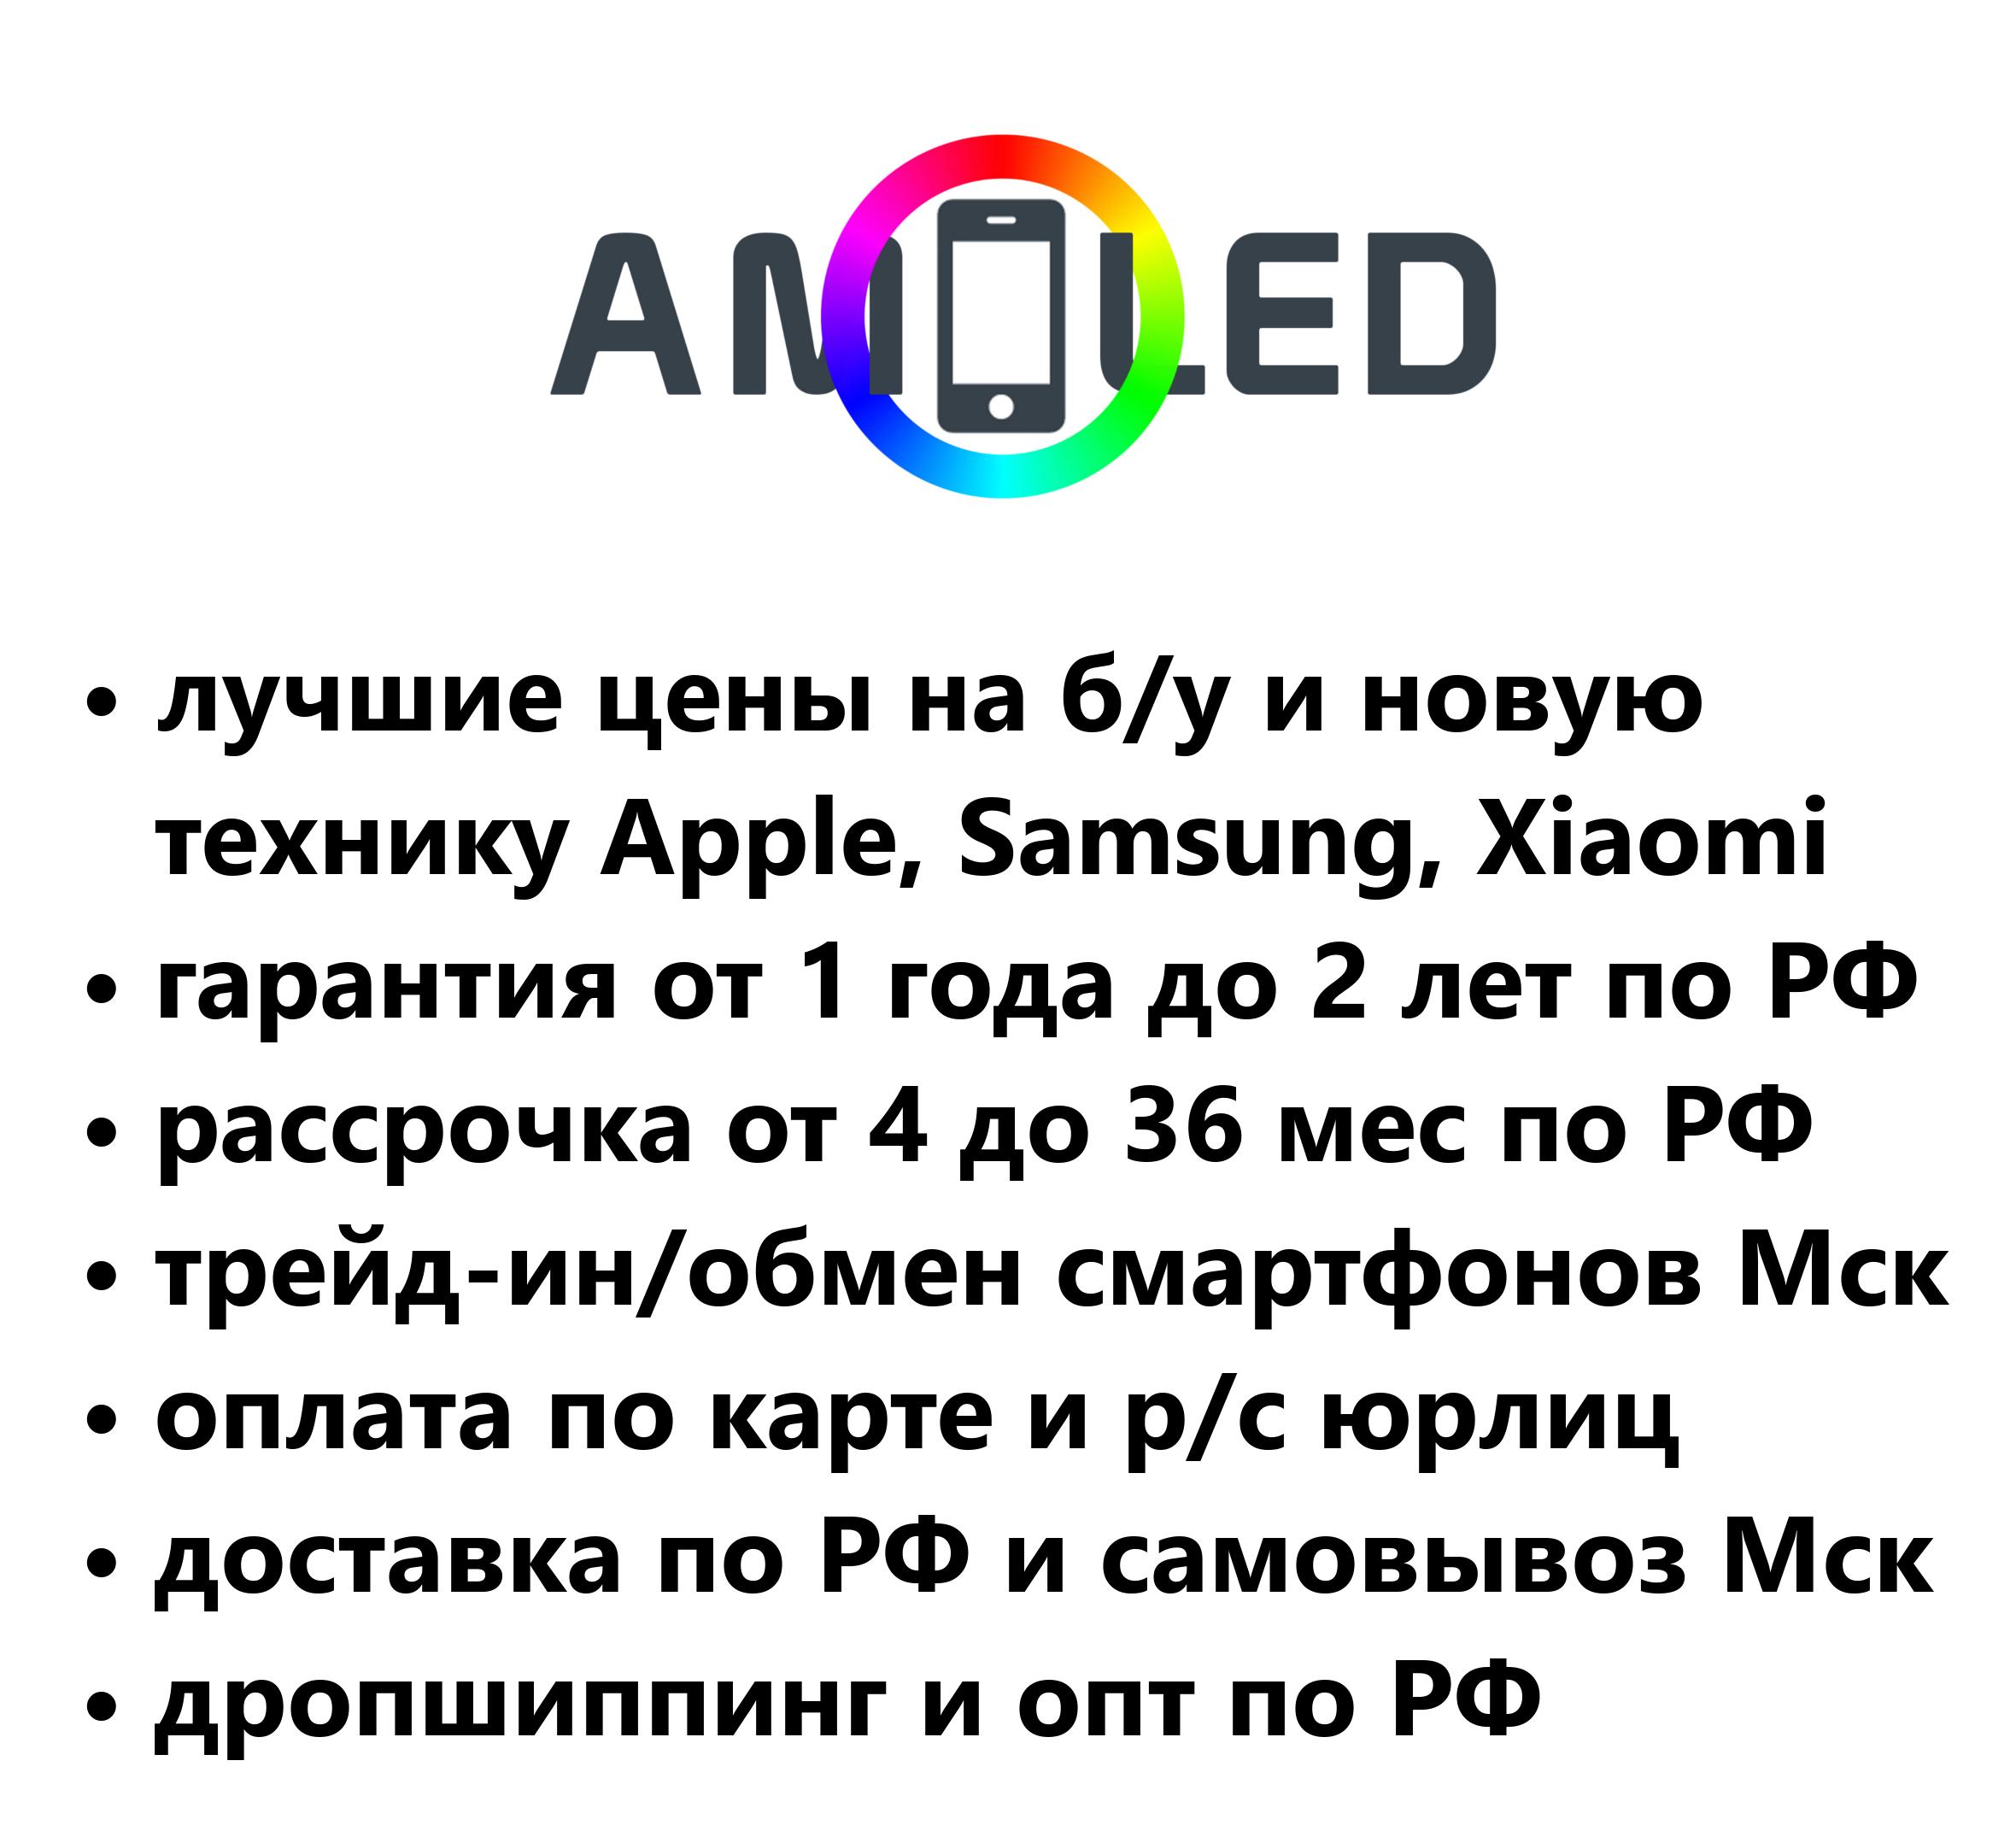 AMOLED
• лучшие цены на б/у и новую
технику Apple, Samsung, Xiaomi
• гарантия от 1 года до 2 лет по РФ
• рассрочка от 4 до 36 мес по РФ
• трейд-ин/обмен смартфонов Мск
• оплата по карте и р/с юрлиц
• доставка по РФ и самовывоз Мск
• дропшиппинг и опт по РФ